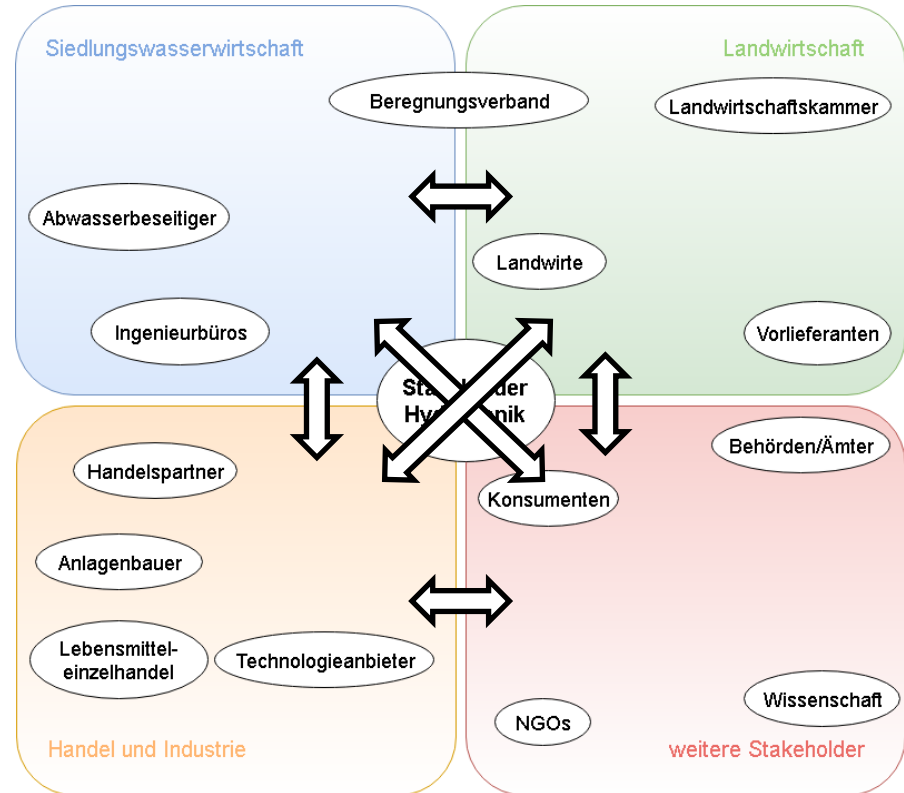 Siedlungswasserwirtschaft
Landwirtschaft
Beregnungsverband
Landwirtschaftskammer
Abwasserbeseitiger
Landwirte
Ingenieurbüros
Vorlieferanten
Behörden/Ämter
Handelspartner
Konsumenten
Anlagenbauer
Lebensmittel-
einzelhandel
Technologieanbieter
Wissenschaft
NGOs
Handel und Industrie
weitere Stakeholder